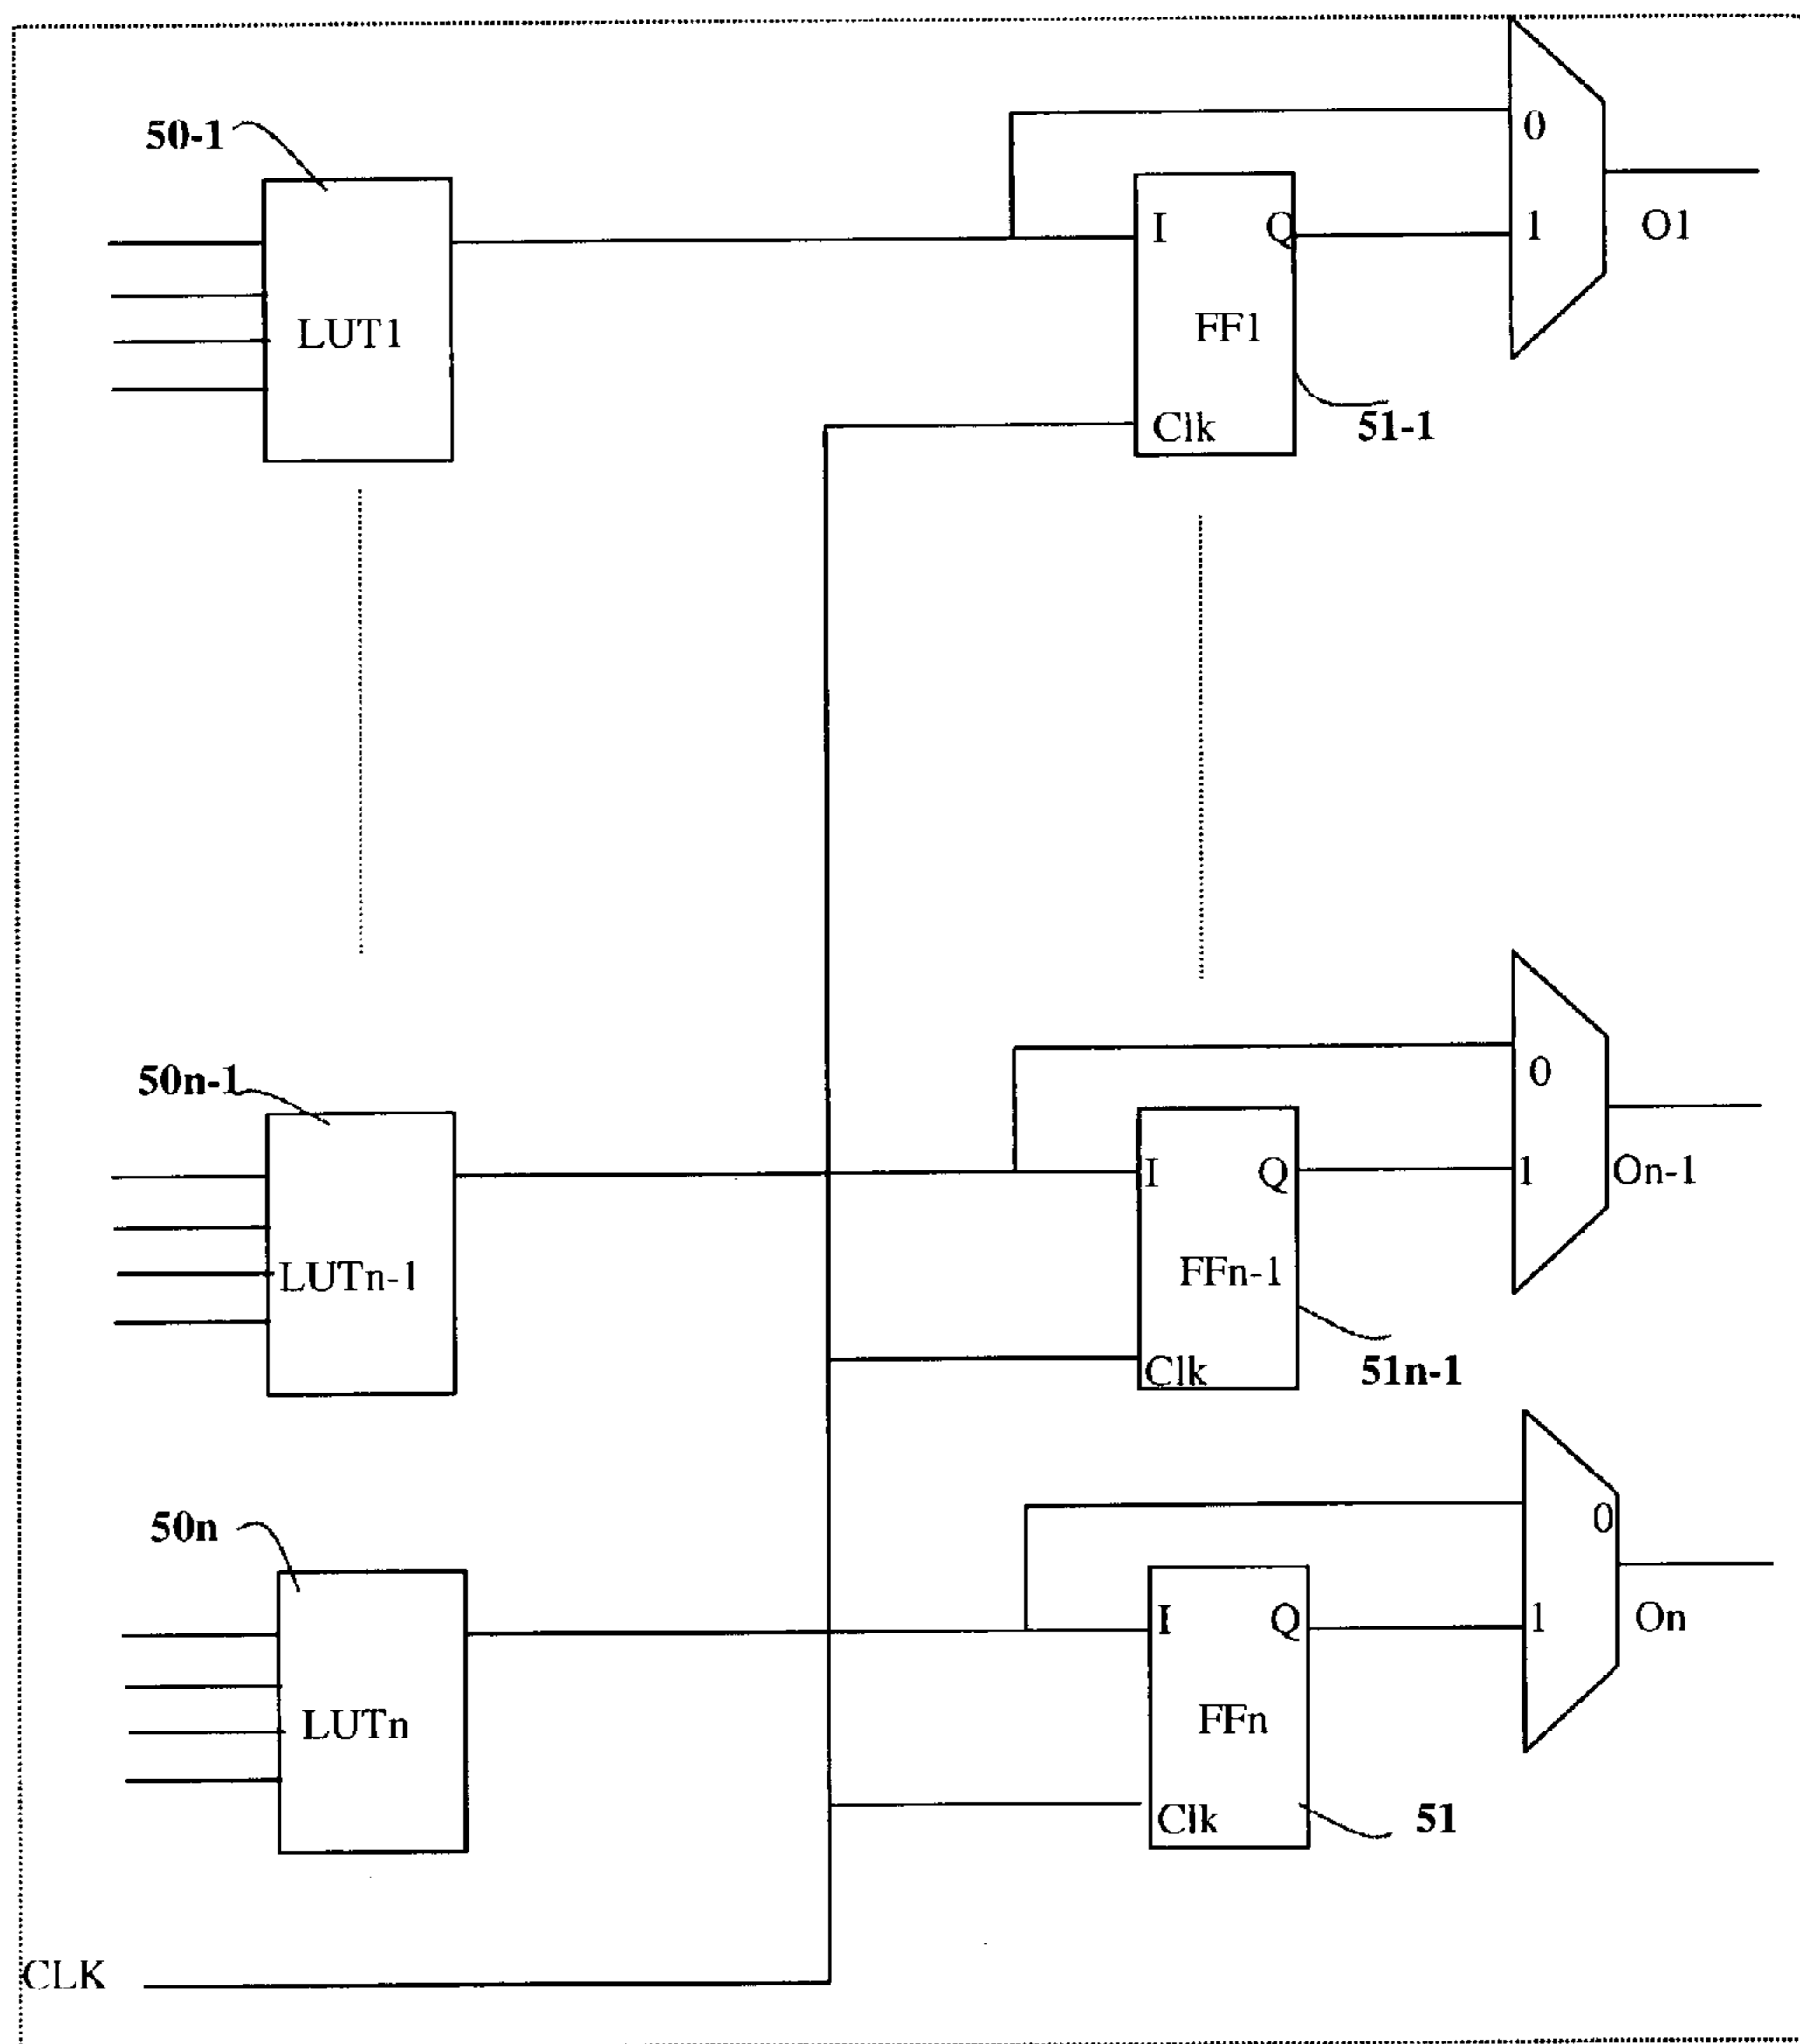 50-1
0
I
Q
1
O1
LUT1
FF1
Clk
51-1
50n-1
0
I
Q
1
On-1
LUTn-1
FFn-1
Clk
51n-1
50n
0
I
Q
1
On
LUTn
FFn
Clk
51
CLK